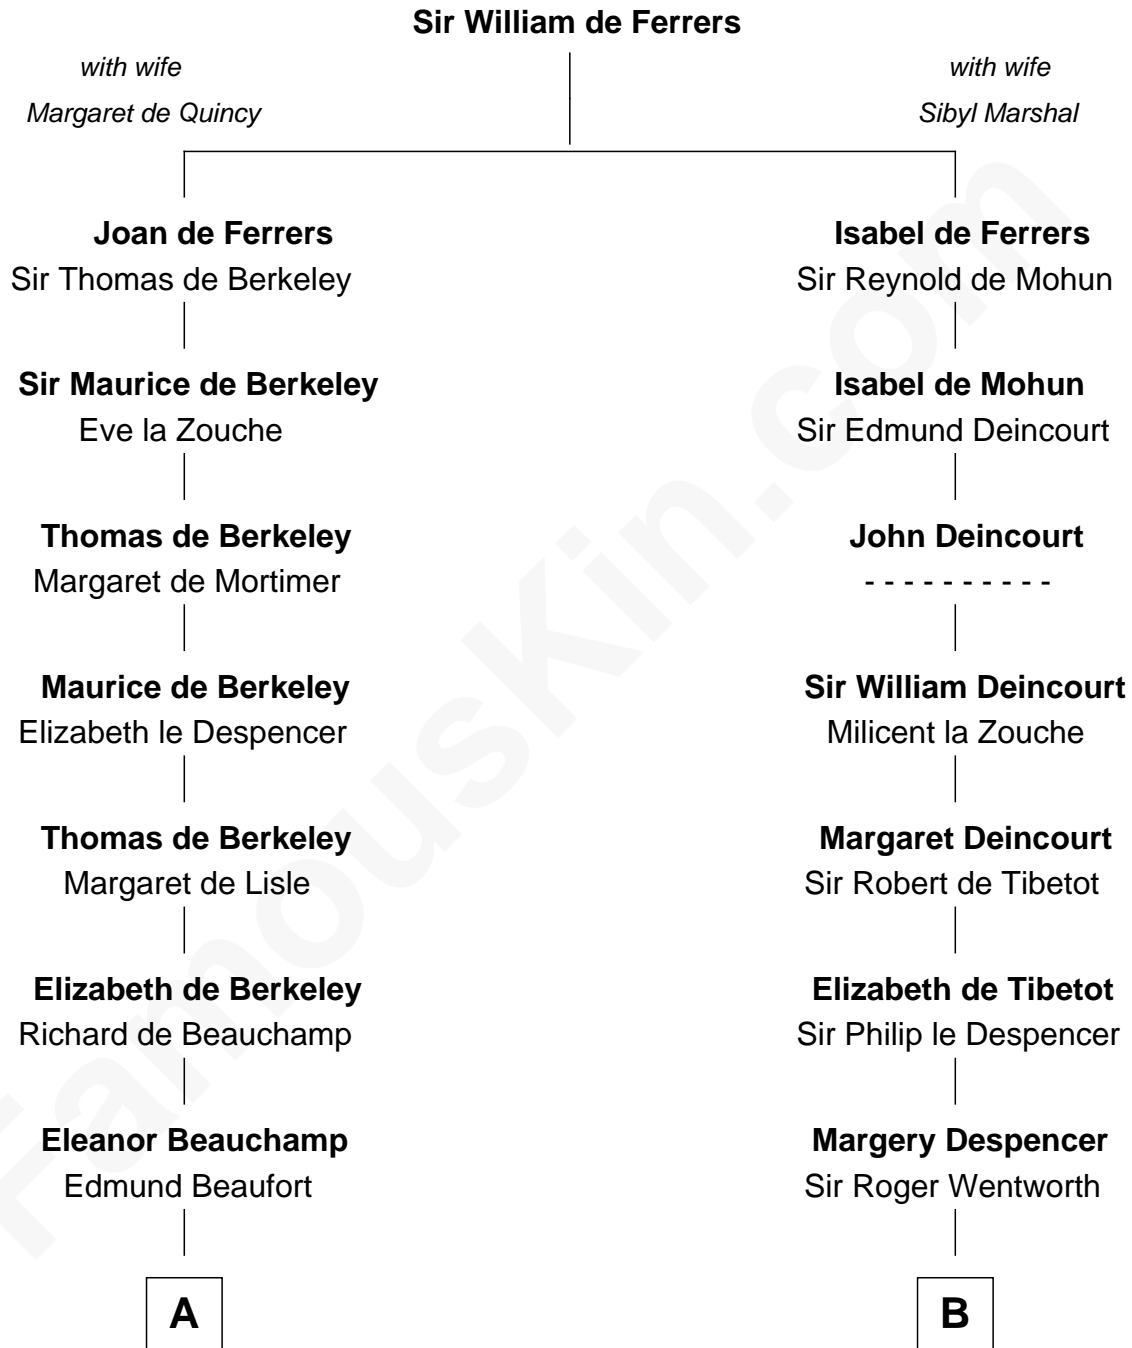 Sir William de Ferrers
with wife
Margaret de Quincy
with wife
Sibyl Marshal
Joan de Ferrers
Sir Thomas de Berkeley
Isabel de Ferrers
Sir Reynold de Mohun
Sir Maurice de Berkeley
Eve la Zouche
Isabel de Mohun
Sir Edmund Deincourt
Thomas de Berkeley
Margaret de Mortimer
John Deincourt
- - - - - - - - - -
Maurice de Berkeley
Elizabeth le Despencer
Sir William Deincourt
Milicent la Zouche
Thomas de Berkeley
Margaret de Lisle
Margaret Deincourt
Sir Robert de Tibetot
Elizabeth de Berkeley
Richard de Beauchamp
Elizabeth de Tibetot
Sir Philip le Despencer
Eleanor Beauchamp
Edmund Beaufort
Margery Despencer
Sir Roger Wentworth
A
B
FamousKin.com